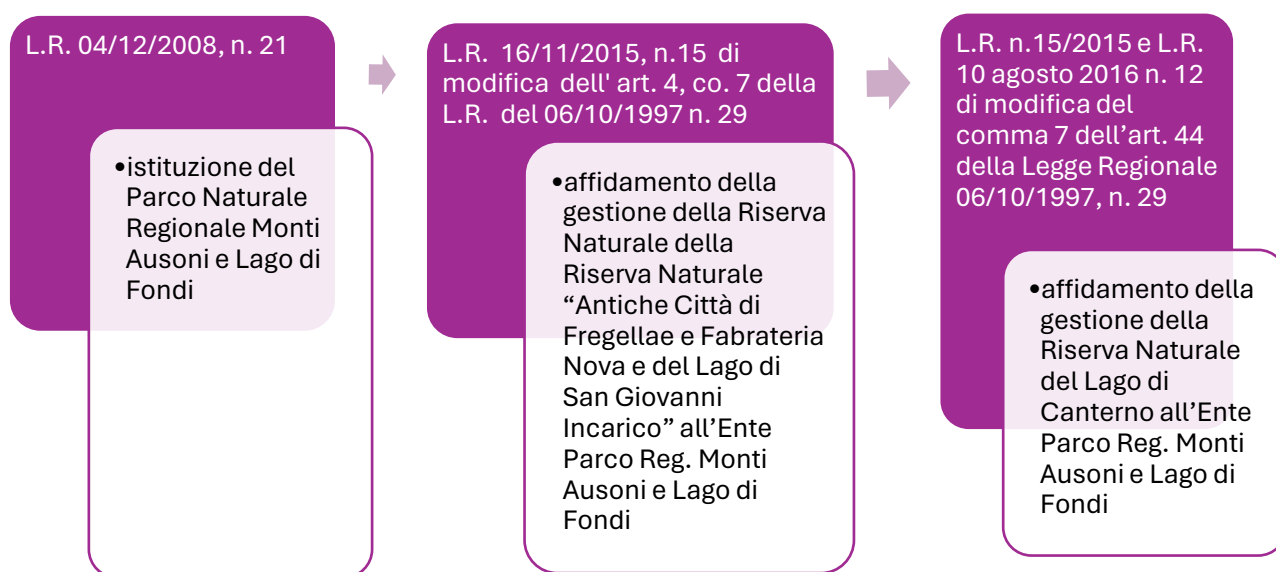 L.R. 04/12/2008, n. 21
•istituzione del
Parco Naturale
Regionale Monti
Ausoni e Lago di
Fondi
L.R. 16/11/2015, n.15 di
modifica dell' art. 4, co. 7 della
L.R. del 06/10/1997 n. 29
•affidamento della
gestione della Riserva
Naturale della
Riserva Naturale
“Antiche Città di
Fregellae e Fabrateria
Nova e del Lago di
San Giovanni
Incarico” all’Ente
Parco Reg. Monti
Ausoni e Lago di
Fondi
L.R. n.15/2015 e L.R.
10 agosto 2016 n. 12
di modifica del
comma 7 dell’art. 44
della Legge Regionale
06/10/1997, n. 29
•affidamento della
gestione della
Riserva Naturale
del Lago di
Canterno all’Ente
Parco Reg. Monti
Ausoni e Lago di
Fondi